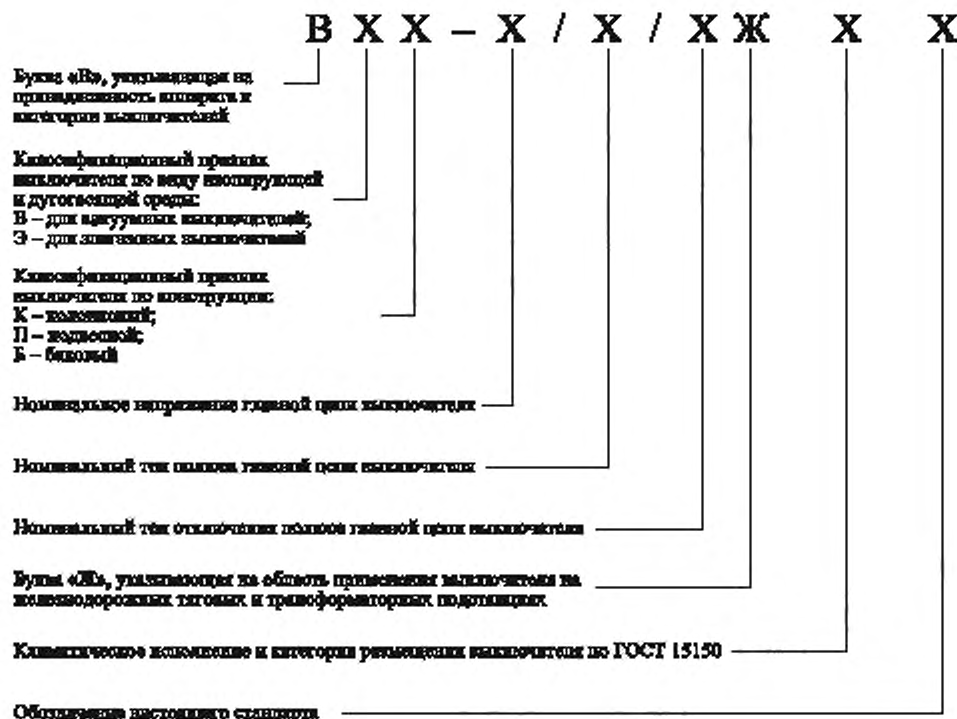 В Х Х – Х / Х / Х Ж Х Х
Буква «В», указывающая на
принадлежность аппарата к
категории выключателей
Классификационный признак
выключателя по виду изолирующей
и дугогасящей среды:
В – для вакуумных выключателей;
Э – для элегазовых выключателей
Классификационный признак
выключателя по конструкции:
К – колонковый;
П – подвесной;
Б – баковый
Номинальное напряжение главной цепи выключателя
Номинальный ток полюса главной цепи выключателя
Номинальный ток отключения полюса главной цепи выключателя
Буква «Ж», указывающая на область применения выключателя на
железнодорожных тяговых и трансформаторных подстанциях
Климатическое исполнение и категория размещения выключателя по ГОСТ 15150
Обозначение настоящего стандарта